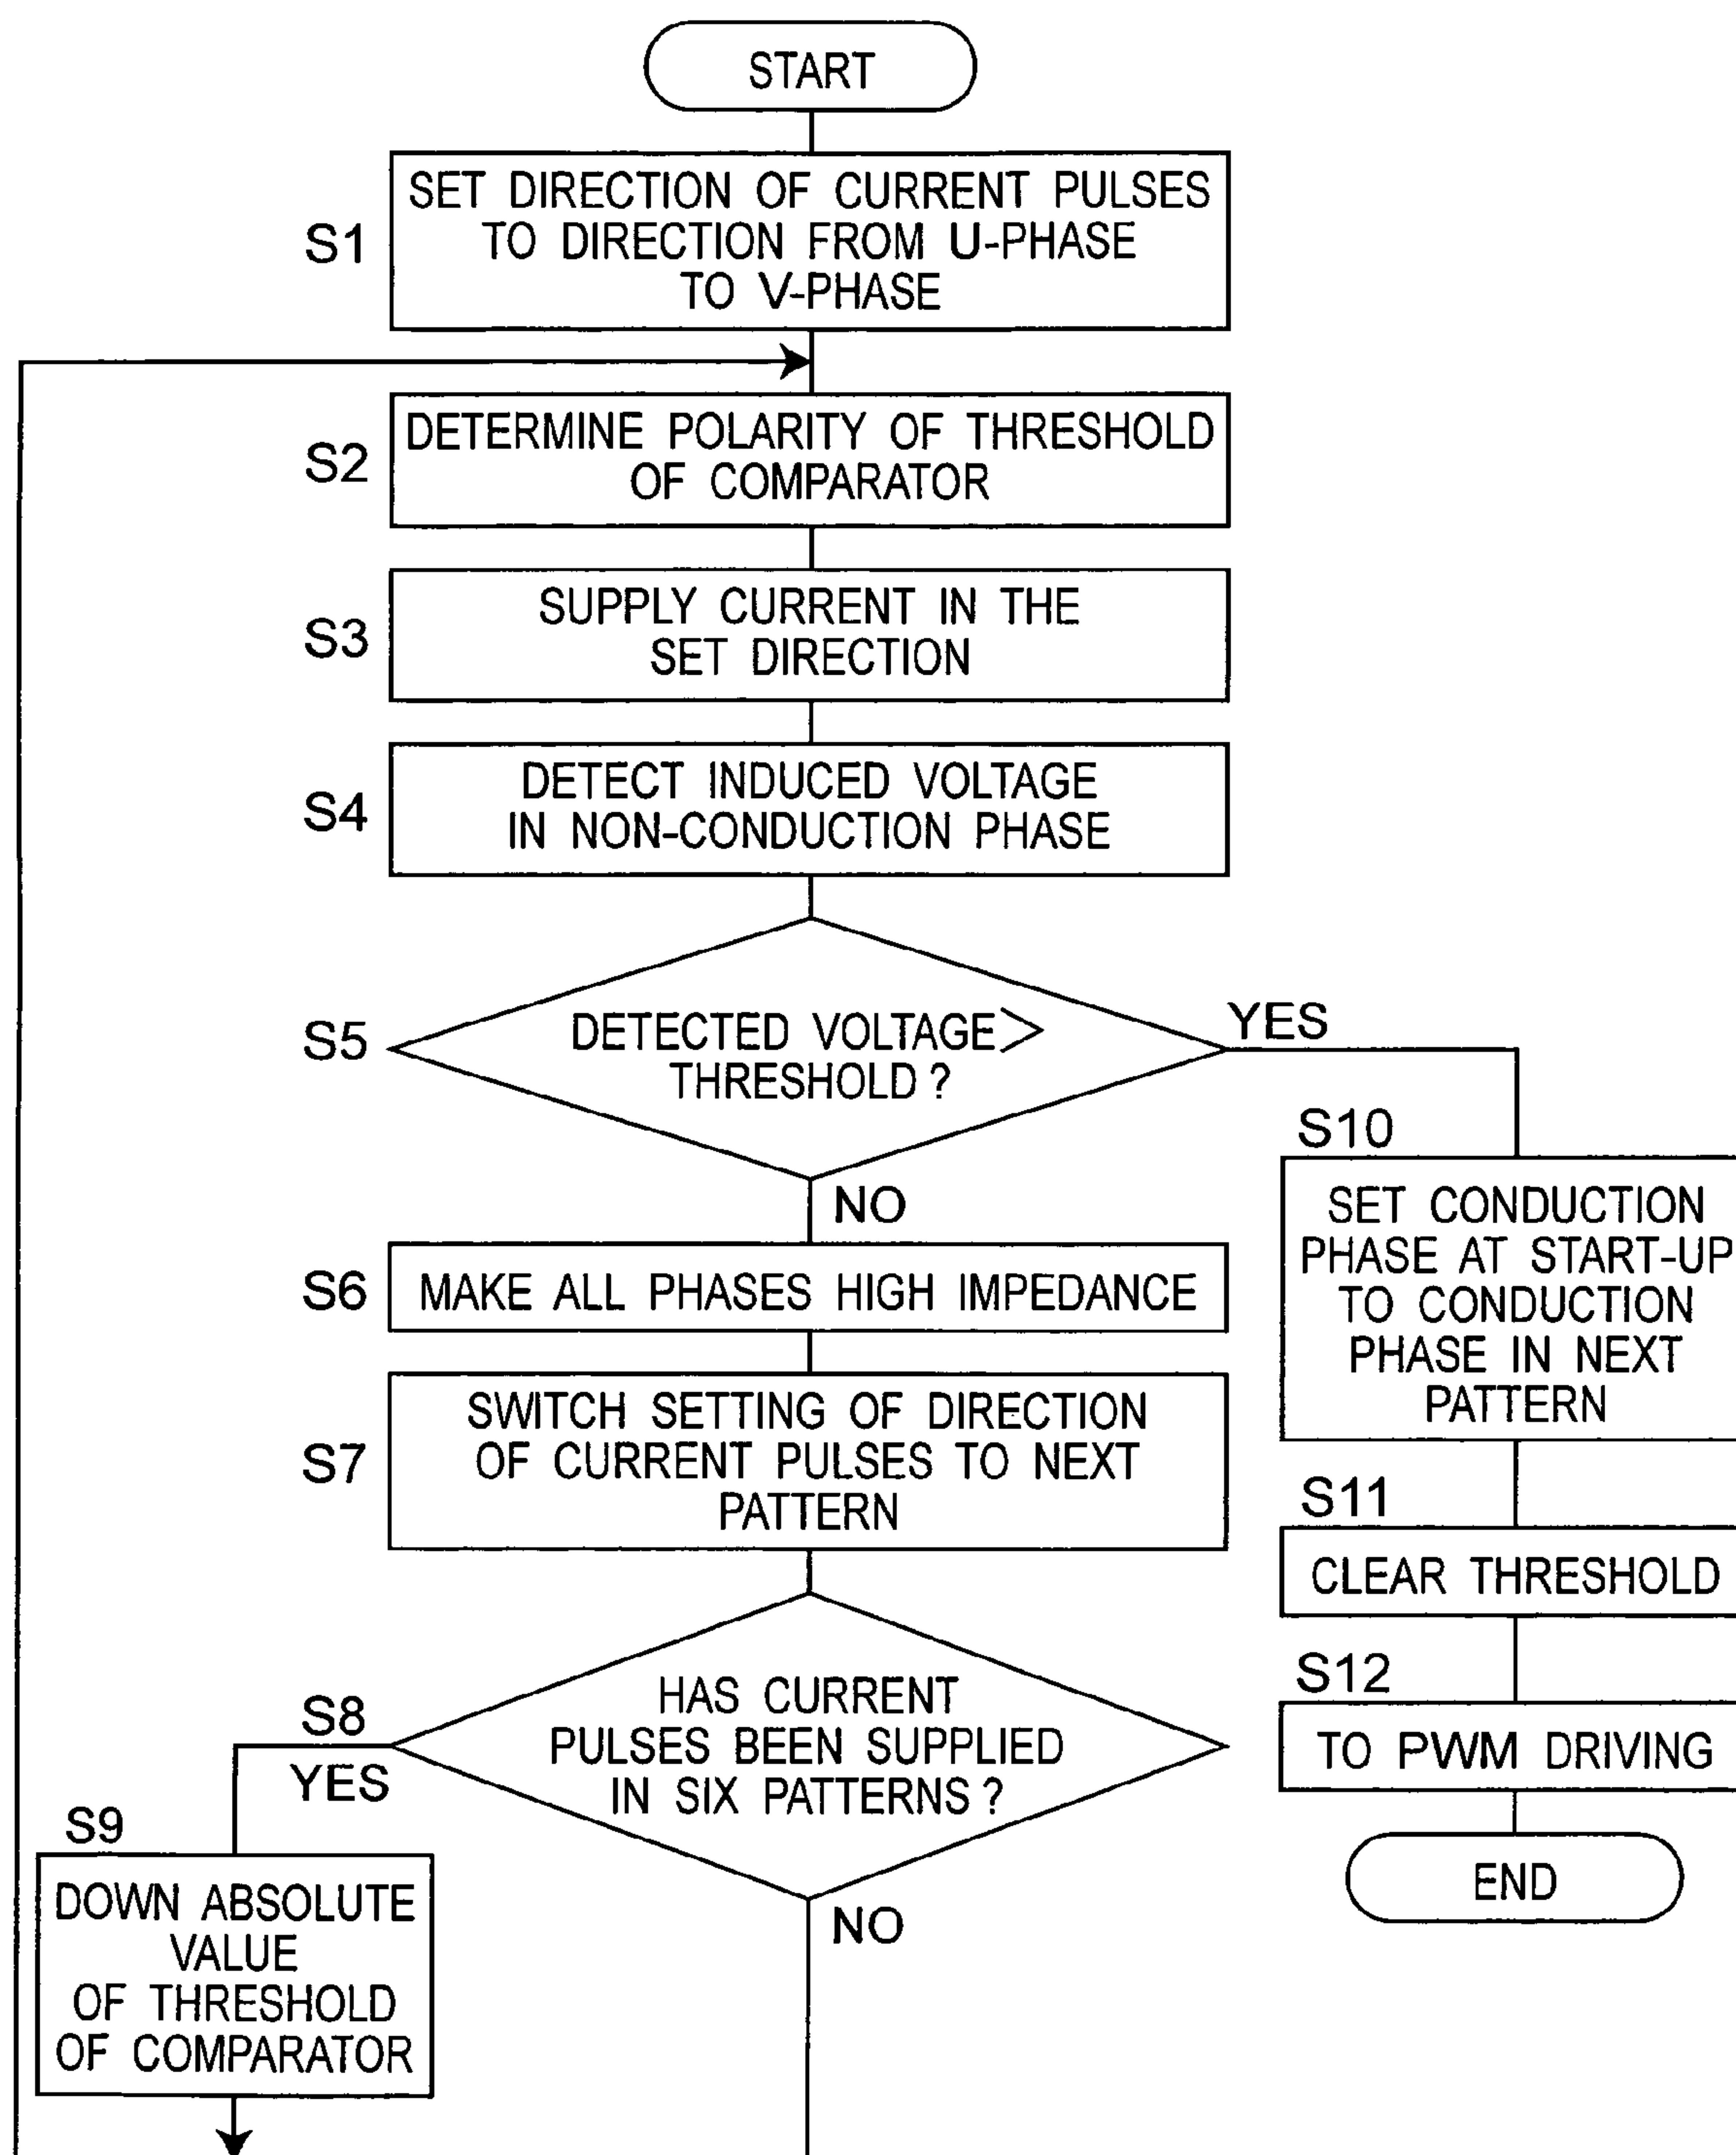 START
S1
SET DIRECTION OF CURRENT PULSES
TO DIRECTION FROM U-PHASE
TO V-PHASE
S2
DETERMINE POLARITY OF THRESHOLD
OF COMPARATOR
S3
SUPPLY CURRENT IN THE
SET DIRECTION
S4
DETECT INDUCED VOLTAGE
IN NON-CONDUCTION PHASE
S5
DETECTED VOLTAGE>
THRESHOLD ?
YES
NO
S6
MAKE ALL PHASES HIGH IMPEDANCE
S7
SWITCH SETTING OF DIRECTION
OF CURRENT PULSES TO NEXT
PATTERN
S8
HAS CURRENT
PULSES BEEN SUPPLIED
IN SIX PATTERNS ?
YES
NO
S9
DOWN ABSOLUTE
VALUE
OF THRESHOLD
OF COMPARATOR
S10
SET CONDUCTION
PHASE AT START-UP
TO CONDUCTION
PHASE IN NEXT
PATTERN
S11
CLEAR THRESHOLD
S12
TO PWM DRIVING
END